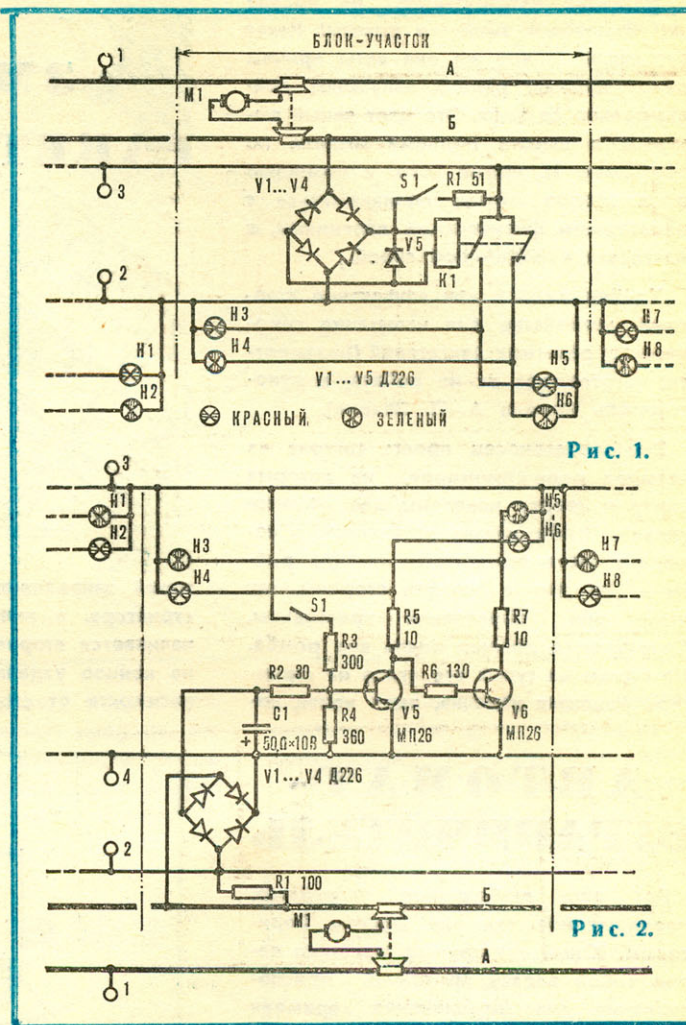 БЛОК-УЧАСТОК
1
А
М1
Б
3
V1...V4
S1
R1 51
V5
К1
2
Н3
Н4
Н1
Н2
Н7
Н8
Н5
Н6
V1...V5 Д226
КРАСНЫЙ
ЗЕЛЕНЫЙ
Рис. 1.
3
Н1
Н2
Н3
Н4
Н5
Н6
Н7
Н8
S1
R3
300
R5
10
R7
10
R2 80
R6 130
C1
R4
360
V5
МП26
V6
МП26
+
50,0×10В
V1...V4 Д226
4
2
R1 100
Б
М1
Рис. 2.
А
1